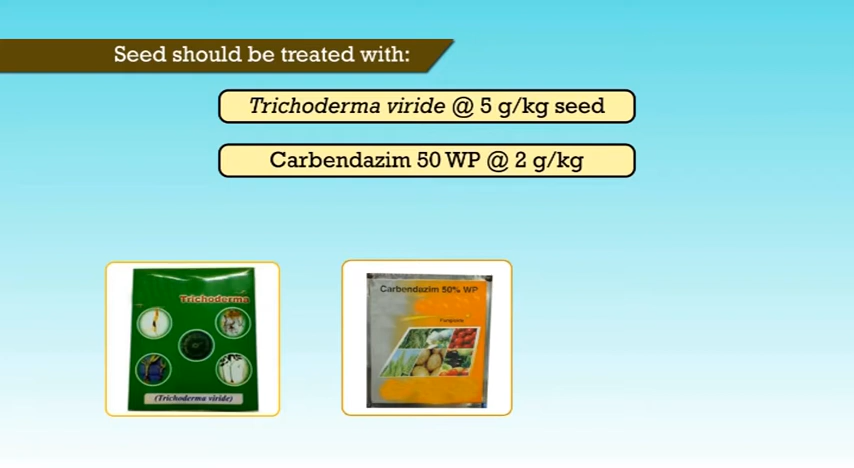 Seed should be treated with:
Trichoderma viride @ 5 g/kg seed
Carbendazim 50 WP @ 2 g/kg
Trichoderma
(Trichoderma viride)
Carbendazim 50% WP
Fungicide